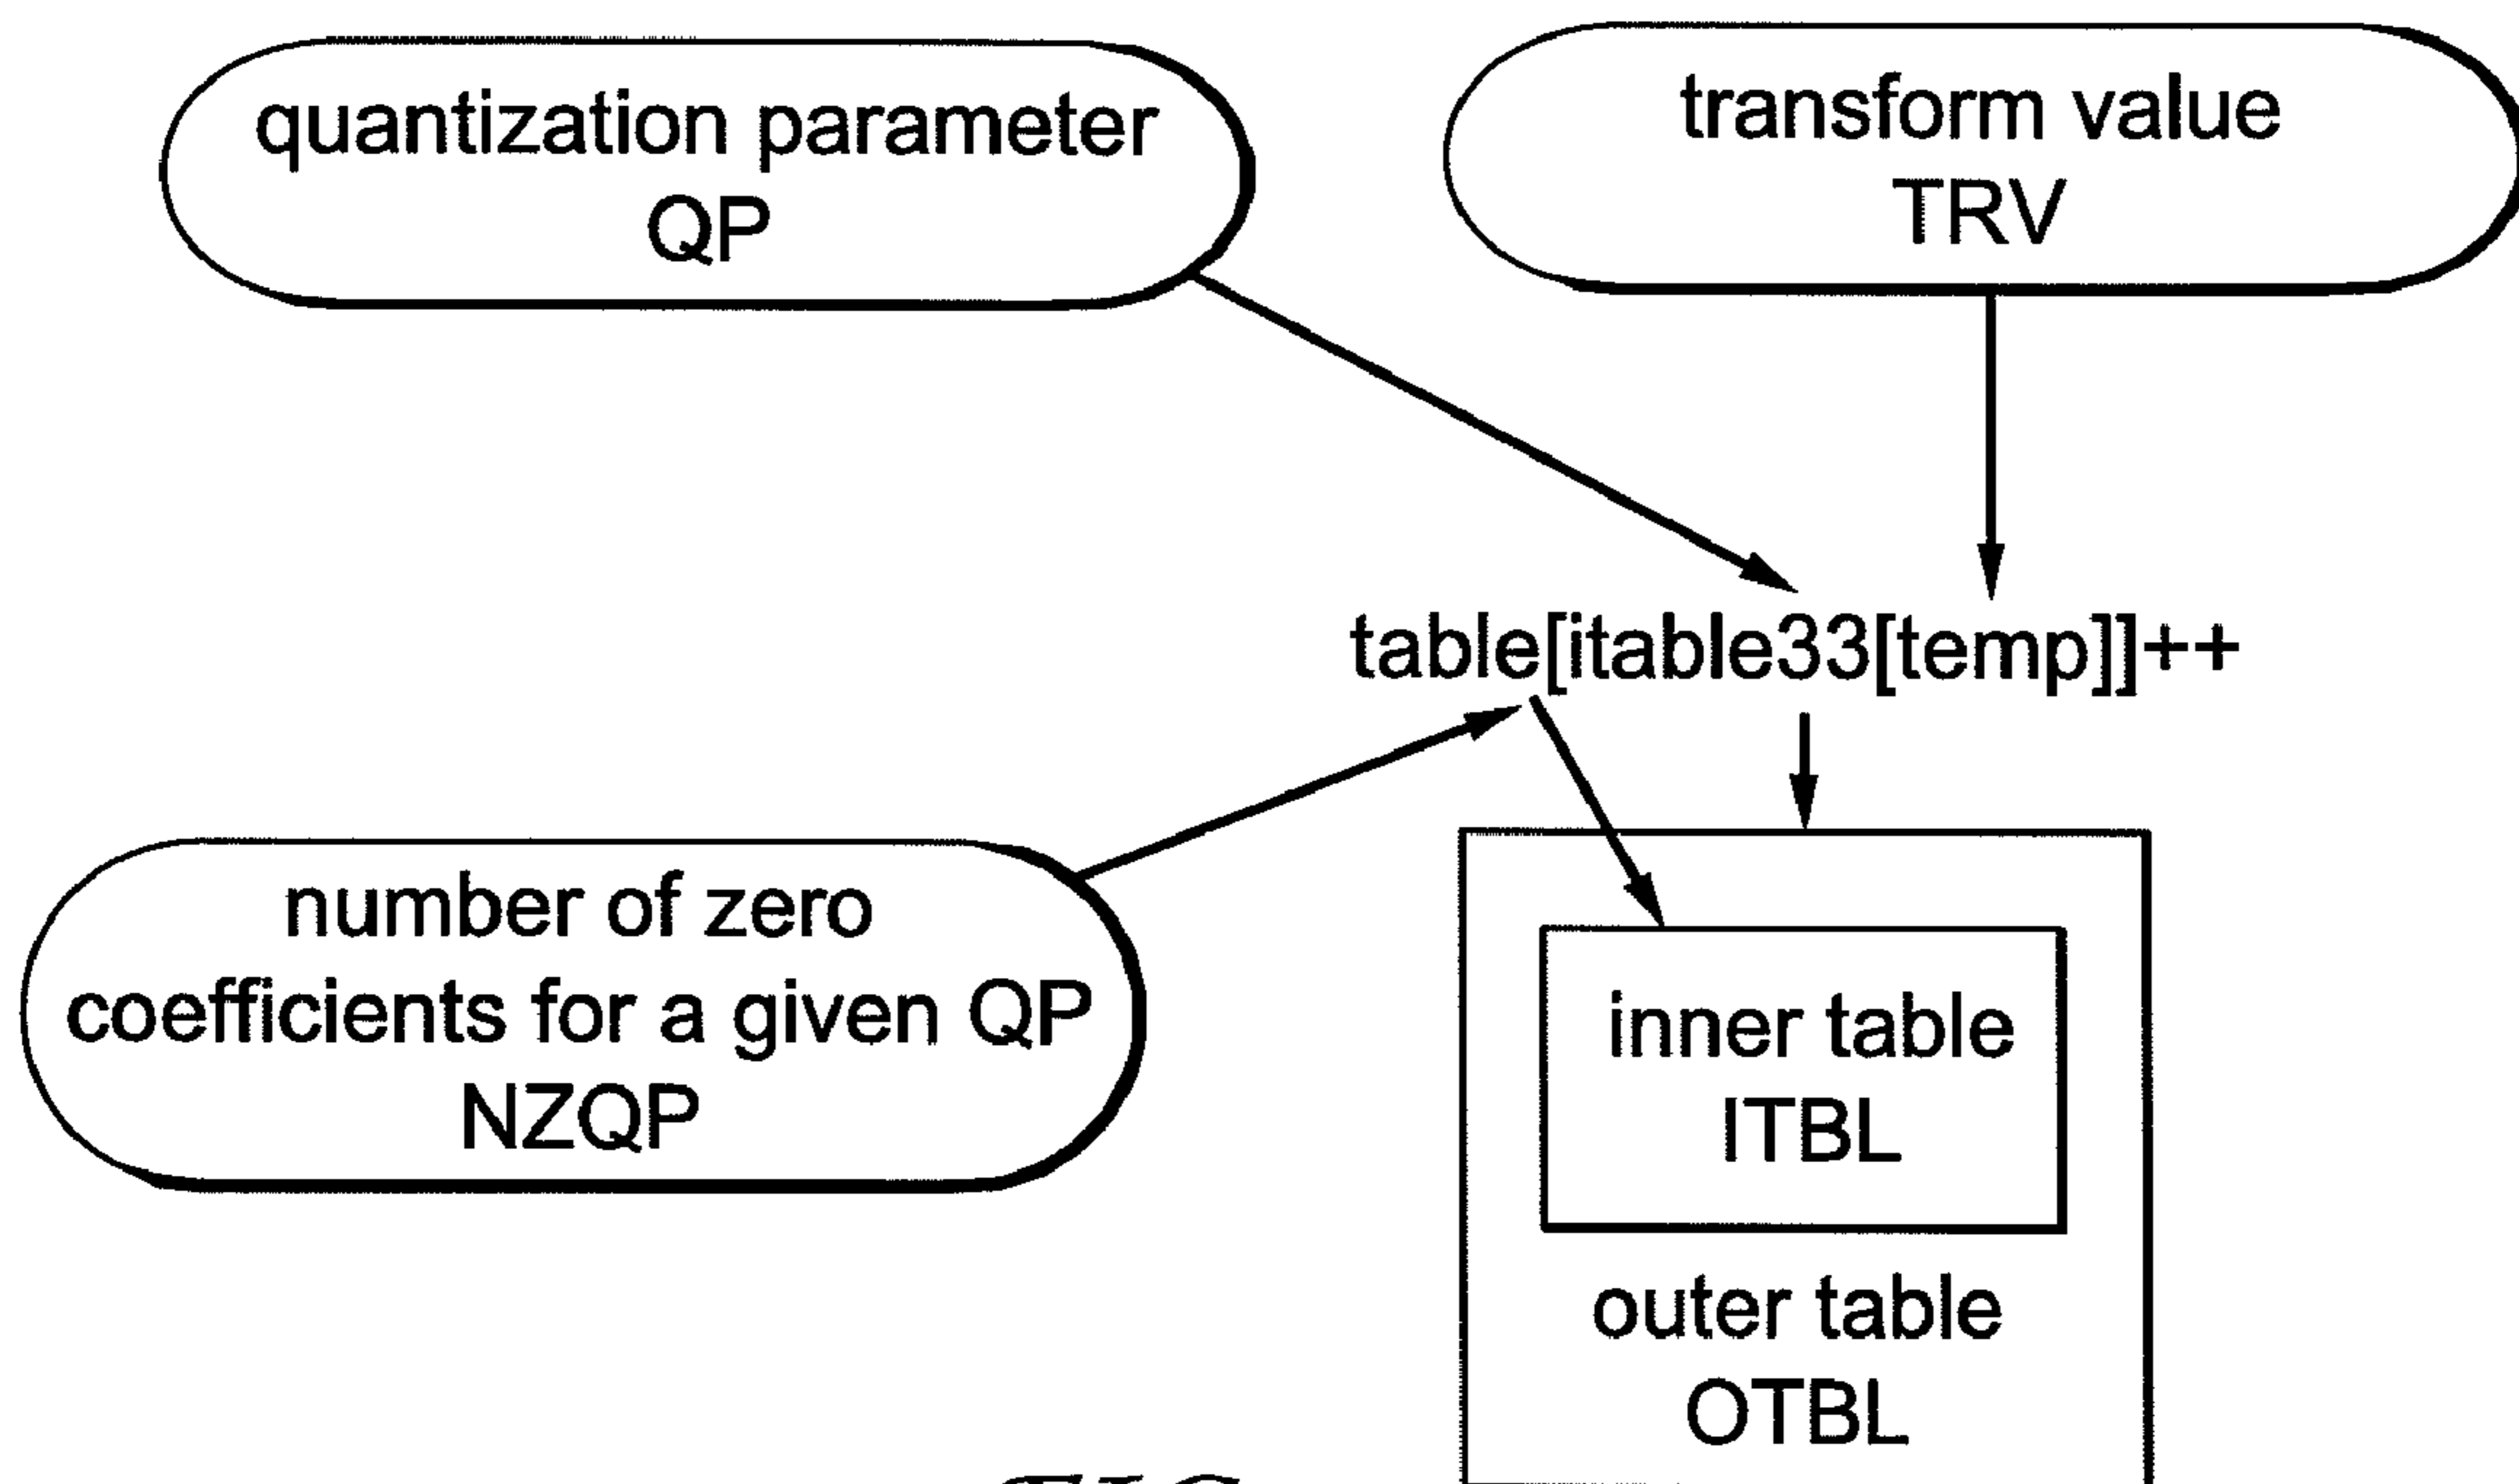 quantization parameter
QP
transform value
TRV
table[itable33[temp]]++
number of zero
coefficients for a given QP
NZQP
inner table
ITBL
outer table
OTBL